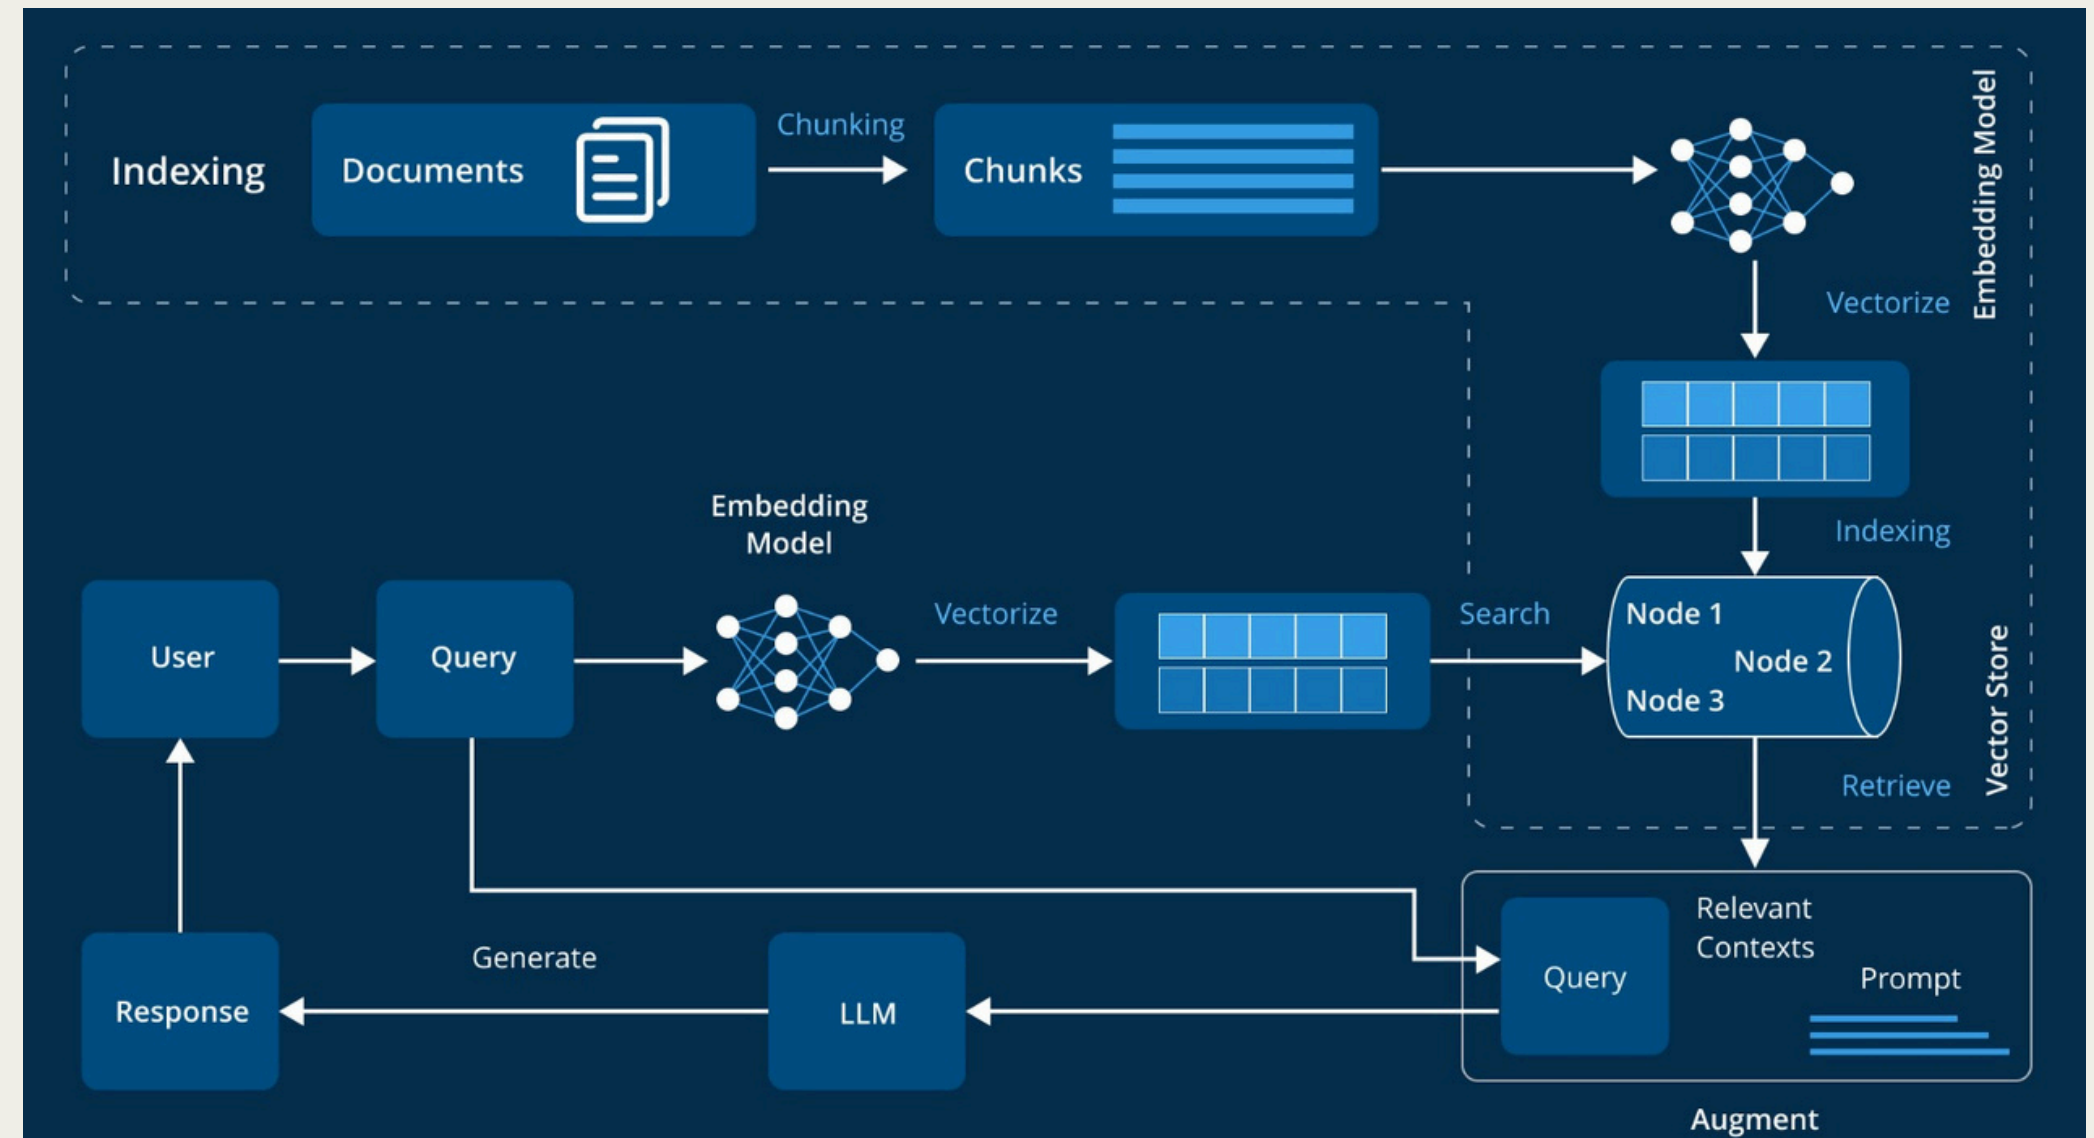 Indexing
Documents
Chunking
Chunks
Embedding Model
Vectorize
Indexing
Embedding
Model
User
Query
Vectorize
Search
Node 1
Node 2
Node 3
Vector Store
Retrieve
Response
Generate
LLM
Query
Relevant
Contexts
Prompt
Augment